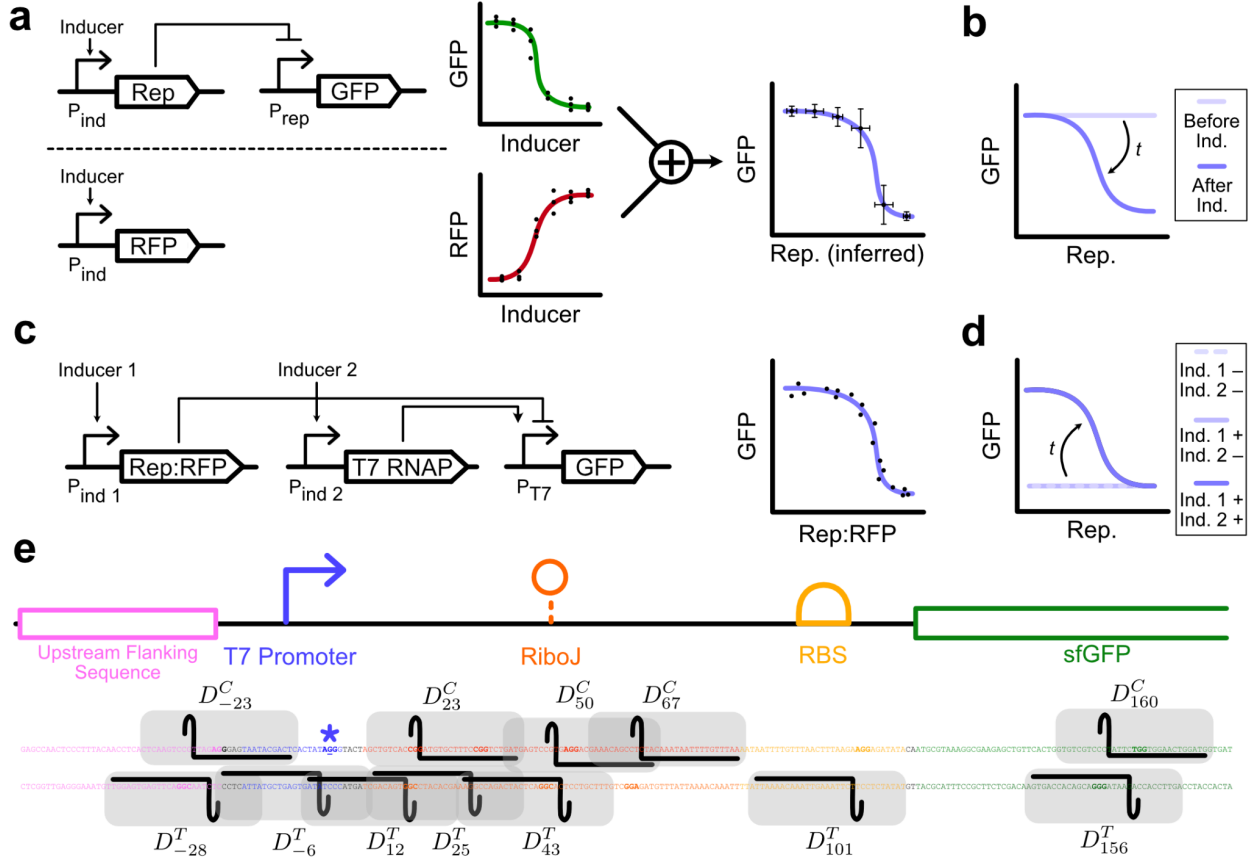 a
Inducer
Rep
GFP
P_ind
P_rep
Inducer
RFP
P_ind
GFP
Inducer
RFP
Inducer
GFP
Rep. (inferred)
b
GFP
t
Rep.
Before
Ind.
After
Ind.
c
Inducer 1
Inducer 2
Rep:RFP
T7 RNAP
GFP
P_ind 1
P_ind 2
P_T7
GFP
Rep:RFP
d
GFP
t
Rep.
Ind. 1 –
Ind. 2 –
Ind. 1 +
Ind. 2 –
Ind. 1 +
Ind. 2 +
e
Upstream Flanking
Sequence
T7 Promoter
RiboJ
RBS
sfGFP
D^C_-23
D^C_23
D^C_50
D^C_67
D^C_160
*
D^T_-28
D^T_-6
D^T_12
D^T_25
D^T_43
D^T_101
D^T_156